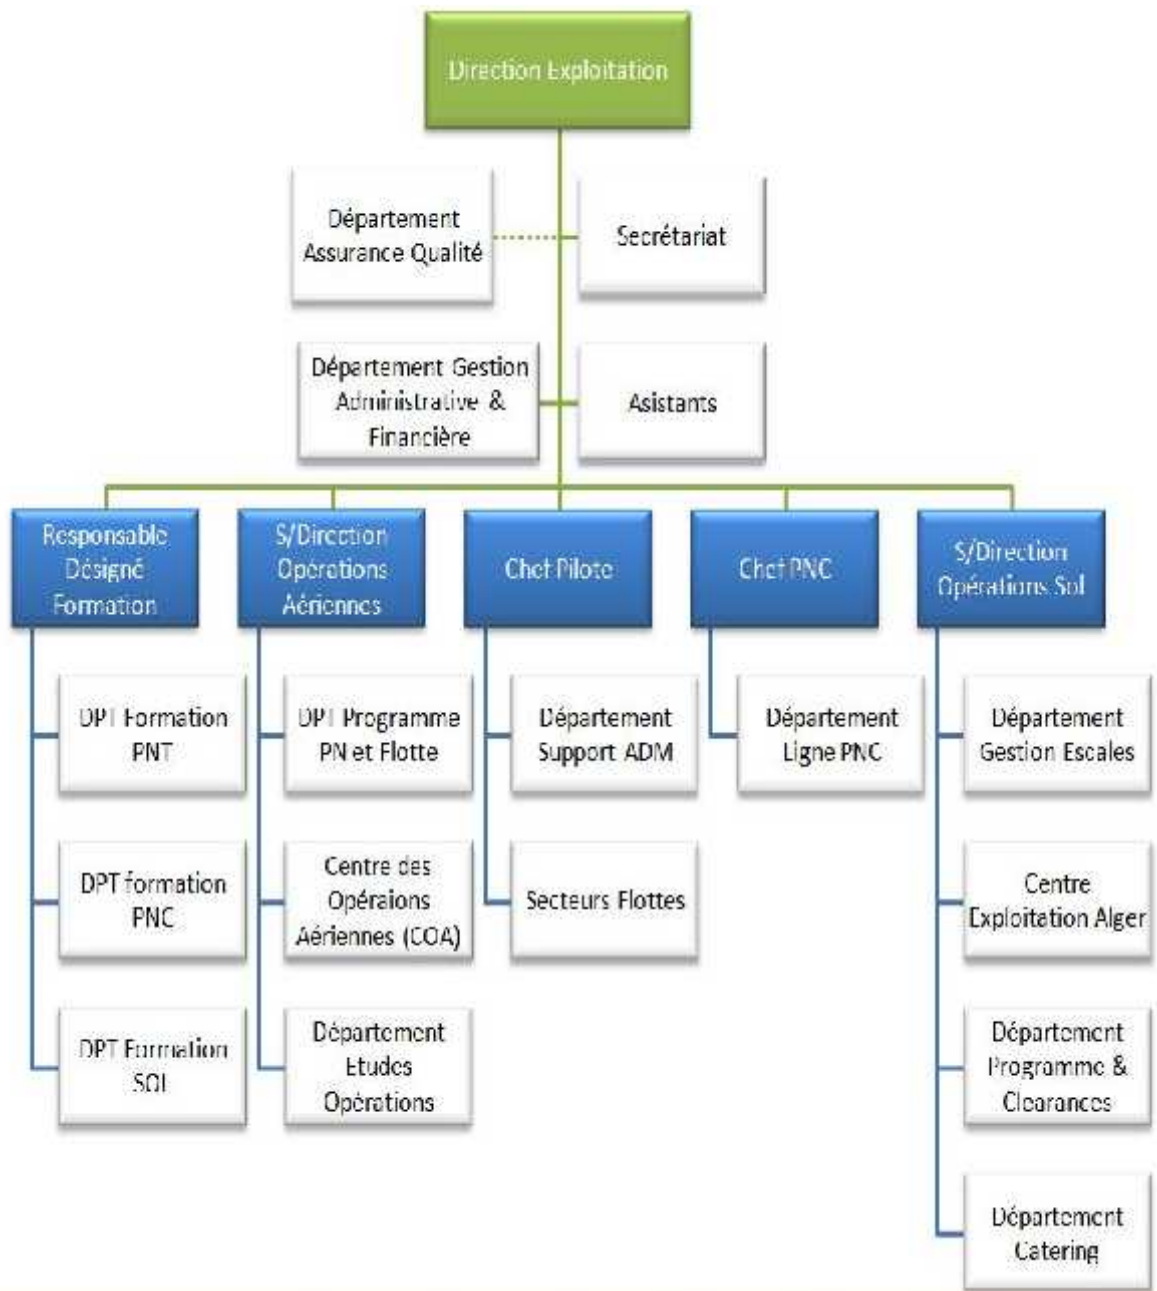 Direction Exploitation
Département
Assurance Qualité
Secrétariat
Département Gestion
Administrative &
Financière
Asistants
Responsable
Désigné
Formation
S/Direction
Opérations
Aériennes
Chef Pilote
Chef PNC
S/Direction
Opérations Sol
DPT Formation
PNT
DPT formation
PNC
DPT Formation
SOL
DPT Programme
PN et Flotte
Centre des
Opéraions
Aériennes (COA)
Département
Etudes
Opérations
Département
Support ADM
Secteurs Flottes
Département
Ligne PNC
Département
Gestion Escales
Centre
Exploitation Alger
Département
Programme &
Clearances
Département
Catering